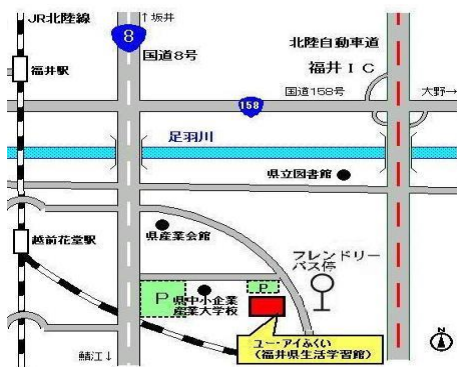 JR北陸線
↑坂井
8
国道8号
北陸自動車道
福井IC
福井駅
国道158号
大野→
158
足羽川
県立図書館
県産業会館
越前花堂駅
フレンドリー
バス停
P
P
県中小企業
産業大学校
ユー・アイふくい
(福井県生活学習館)
鯖江↓
N